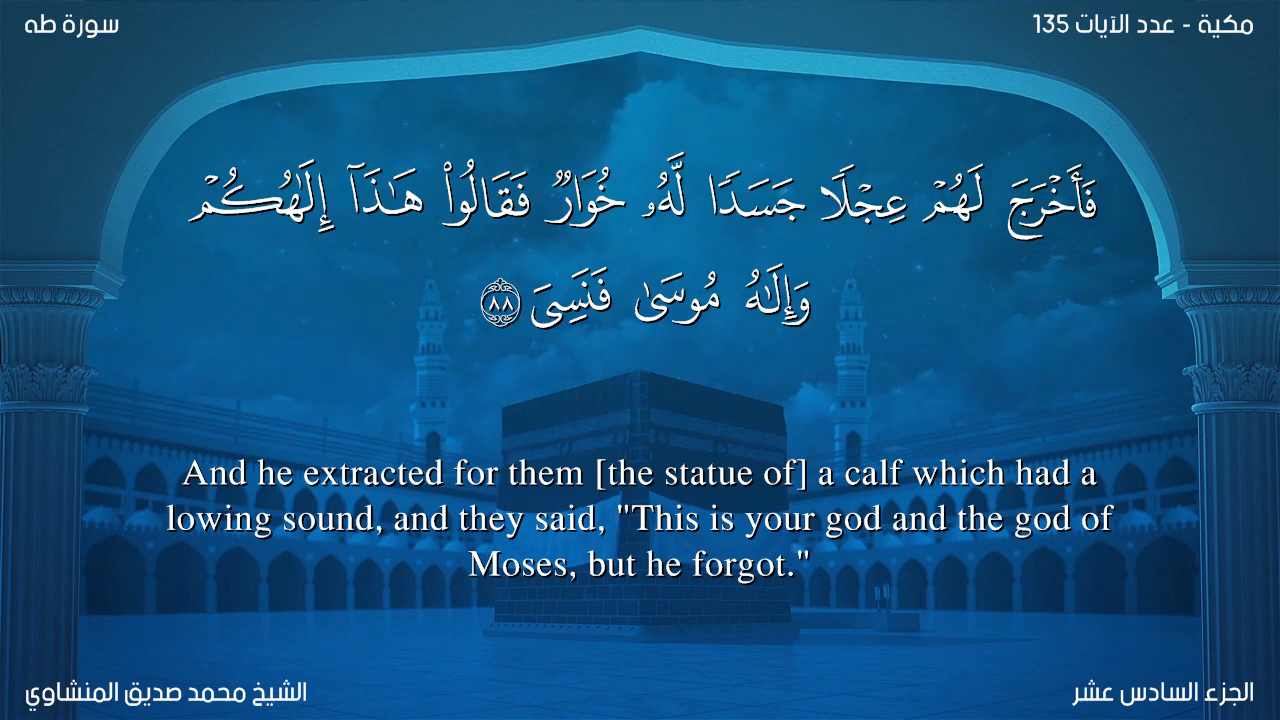 سورة طه
مكية - عدد الآيات 135
فَأَخْرَجَ لَهُمْ عِجْلًا جَسَدًا لَّهُۥ خُوَارٌ فَقَالُوا۟ هَـٰذَآ إِلَـٰهُكُمْ
وَإِلَـٰهُ مُوسَىٰ فَنَسِىَ ٨٨
And he extracted for them [the statue of] a calf which had a
lowing sound, and they said, "This is your god and the god of
Moses, but he forgot."
الشيخ محمد صديق المنشاوي
الجزء السادس عشر